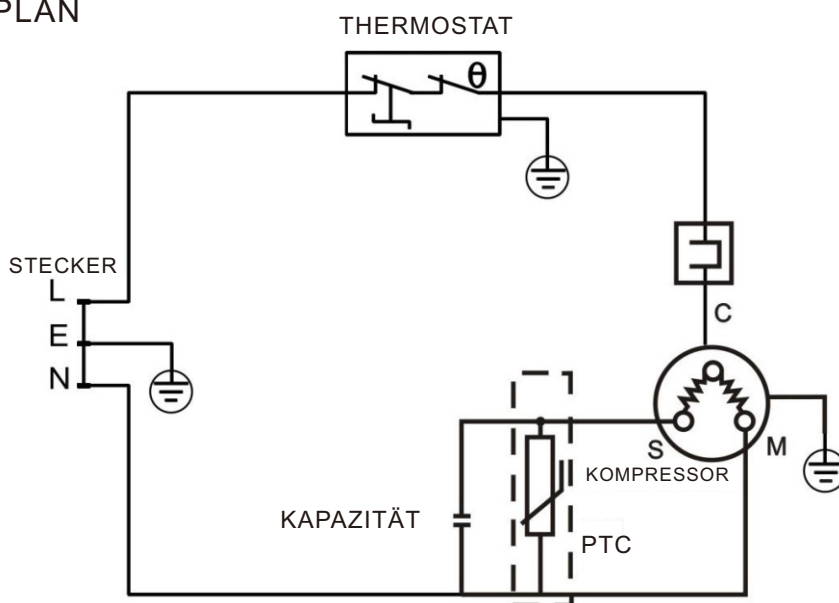 PLAN
THERMOSTAT
θ
STECKER
L
E
N
C
S
M
KOMPRESSOR
KAPAZITÄT
PTC